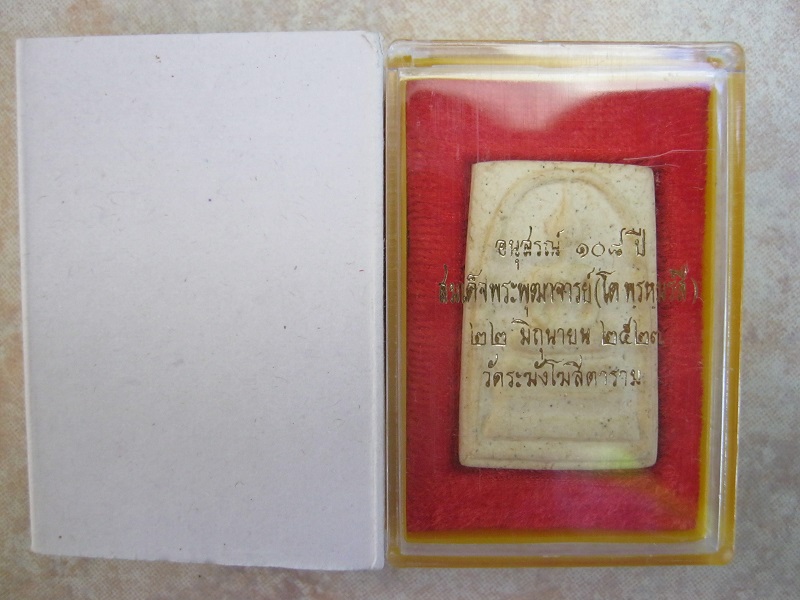 อนุสรณ์ ๑๐๘ ปี
สมเด็จพระพุฒาจารย์ (โต พรหมรังสี)
๒๒ มิถุนายน ๒๕๒๓
วัดระฆังโฆสิตาราม